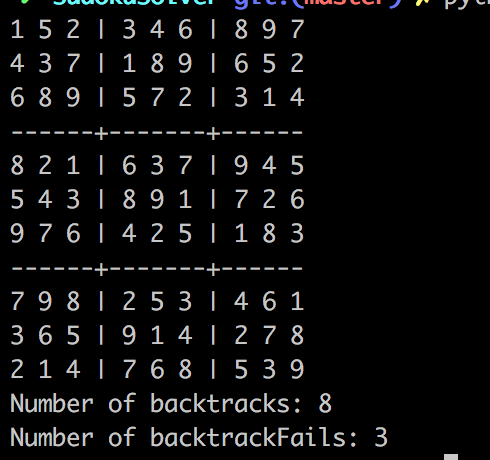 SudokuSolver git:(master) ✗ pyth
1 5 2 | 3 4 6 | 8 9 7
4 3 7 | 1 8 9 | 6 5 2
6 8 9 | 5 7 2 | 3 1 4
------+-------+------
8 2 1 | 6 3 7 | 9 4 5
5 4 3 | 8 9 1 | 7 2 6
9 7 6 | 4 2 5 | 1 8 3
------+-------+------
7 9 8 | 2 5 3 | 4 6 1
3 6 5 | 9 1 4 | 2 7 8
2 1 4 | 7 6 8 | 5 3 9
Number of backtracks: 8
Number of backtrackFails: 3